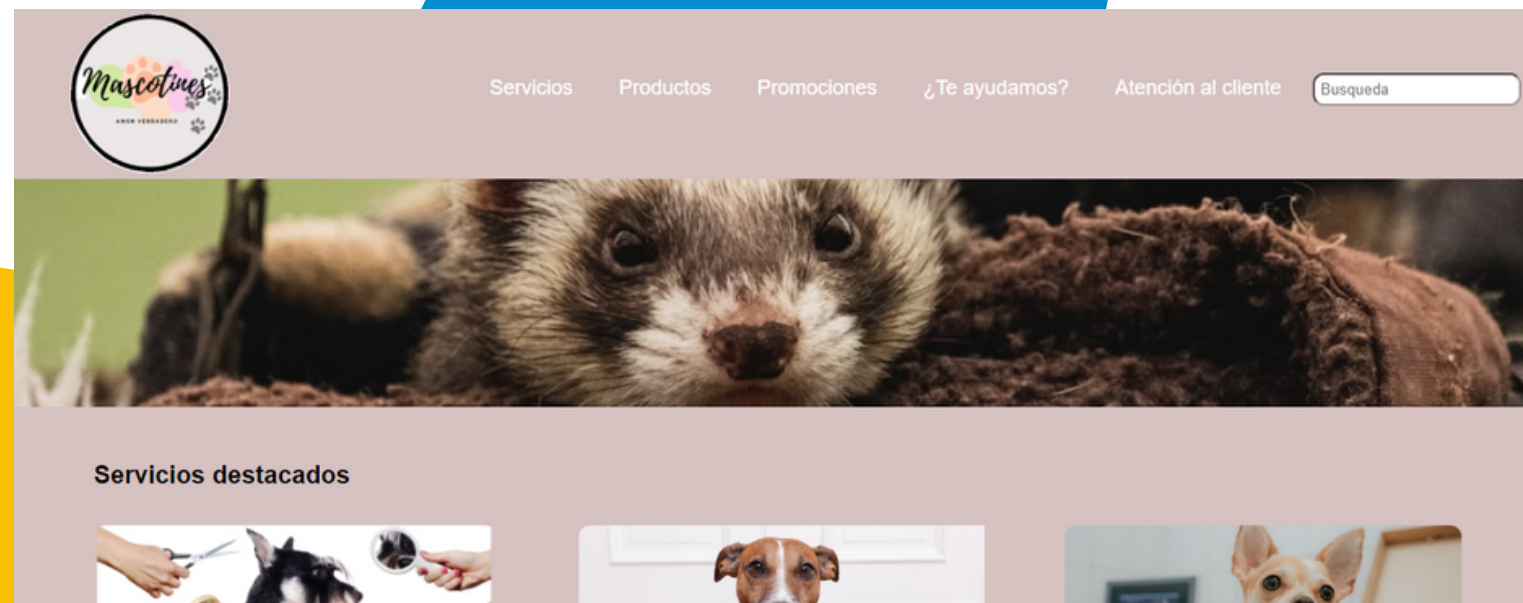 Mascotines
AMOR VERDADERO
Servicios Productos Promociones ¿Te ayudamos? Atención al cliente Busqueda
Servicios destacados